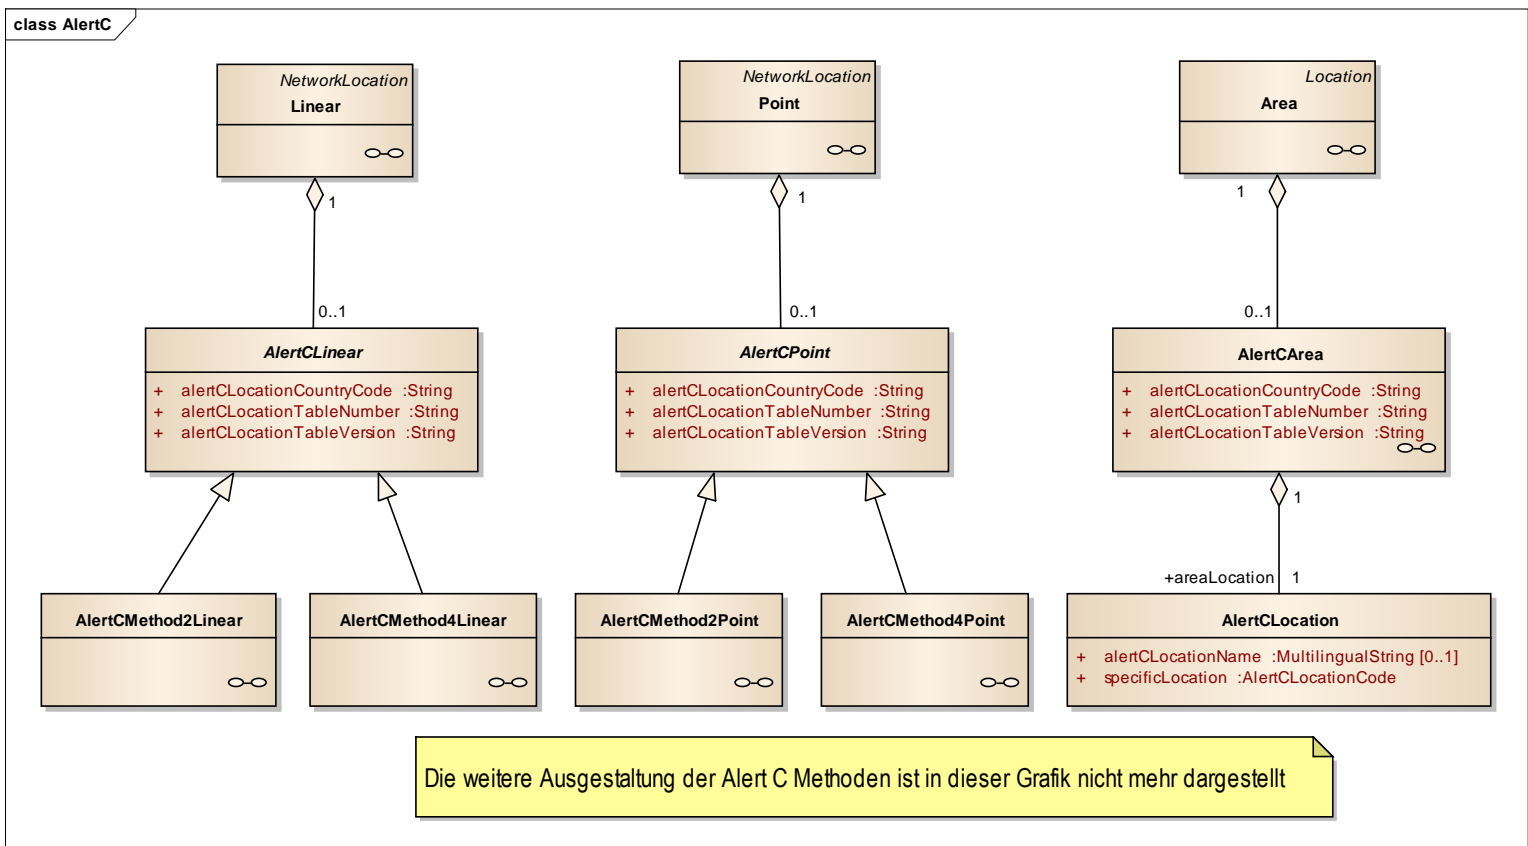 class AlertC
NetworkLocation
Linear
1
0..1
AlertCLinear
+ alertCLocationCountryCode :String
+ alertCLocationTableNumber :String
+ alertCLocationTableVersion :String
AlertCMethod2Linear
AlertCMethod4Linear
NetworkLocation
Point
1
0..1
AlertCPoint
+ alertCLocationCountryCode :String
+ alertCLocationTableNumber :String
+ alertCLocationTableVersion :String
AlertCMethod2Point
AlertCMethod4Point
Location
Area
1
0..1
AlertCArea
+ alertCLocationCountryCode :String
+ alertCLocationTableNumber :String
+ alertCLocationTableVersion :String
1
+areaLocation 1
AlertCLocation
+ alertCLocationName :MultilingualString [0..1]
+ specificLocation :AlertCLocationCode
Die weitere Ausgestaltung der Alert C Methoden ist in dieser Grafik nicht mehr dargestellt